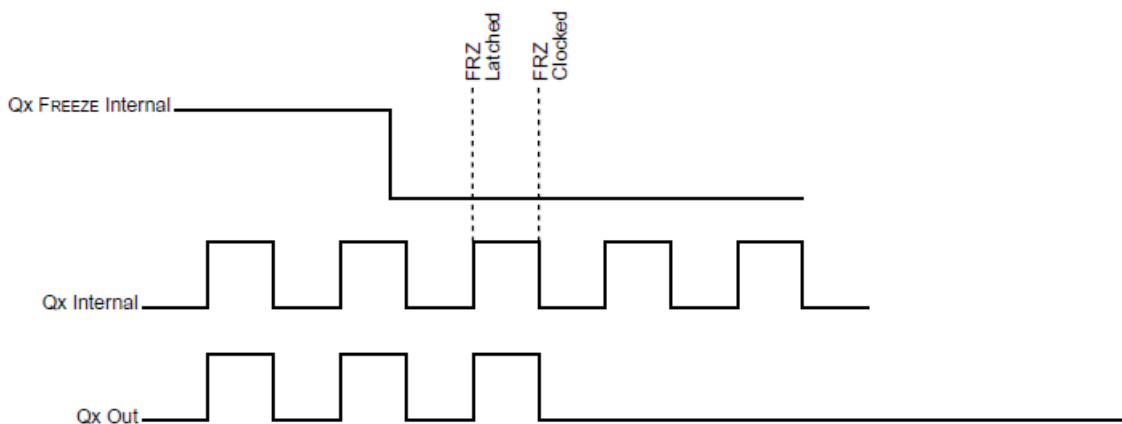 FRZ
Latched
FRZ
Clocked
Qx FREEZE Internal
Qx Internal
Qx Out